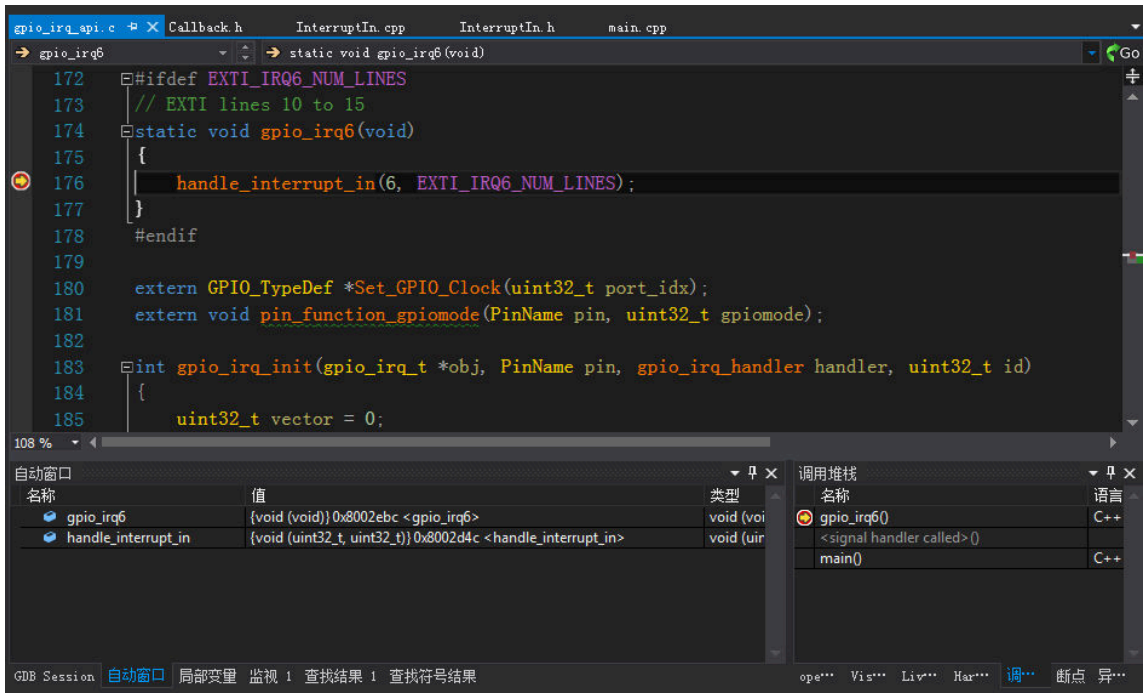 gpio_irq_api.c Callback.h InterruptIn.cpp InterruptIn.h main.cpp
gpio_irq6 static void gpio_irq6(void) Go
172 #ifdef EXTI_IRQ6_NUM_LINES
173 // EXTI lines 10 to 15
174 static void gpio_irq6(void)
175 {
176 handle_interrupt_in(6, EXTI_IRQ6_NUM_LINES);
177 }
178 #endif
179
180 extern GPIO_TypeDef *Set_GPIO_Clock(uint32_t port_idx);
181 extern void pin_function_gpiomode(PinName pin, uint32_t gpiomode);
182
183 int gpio_irq_init(gpio_irq_t *obj, PinName pin, gpio_irq_handler handler, uint32_t id)
184 {
185 uint32_t vector = 0;
108 %
自动窗口
名称 值 类型
gpio_irq6 {void (void)} 0x8002ebc <gpio_irq6> void (voi
handle_interrupt_in {void (uint32_t, uint32_t)} 0x8002d4c <handle_interrupt_in> void (uir
调用堆栈
名称 语言
gpio_irq6() C++
<signal handler called>()
main() C++
GDB Session 自动窗口 局部变量 监视 1 查找结果 1 查找符号结果
ope… Vis… Liv… Har… 调… 断点 异…